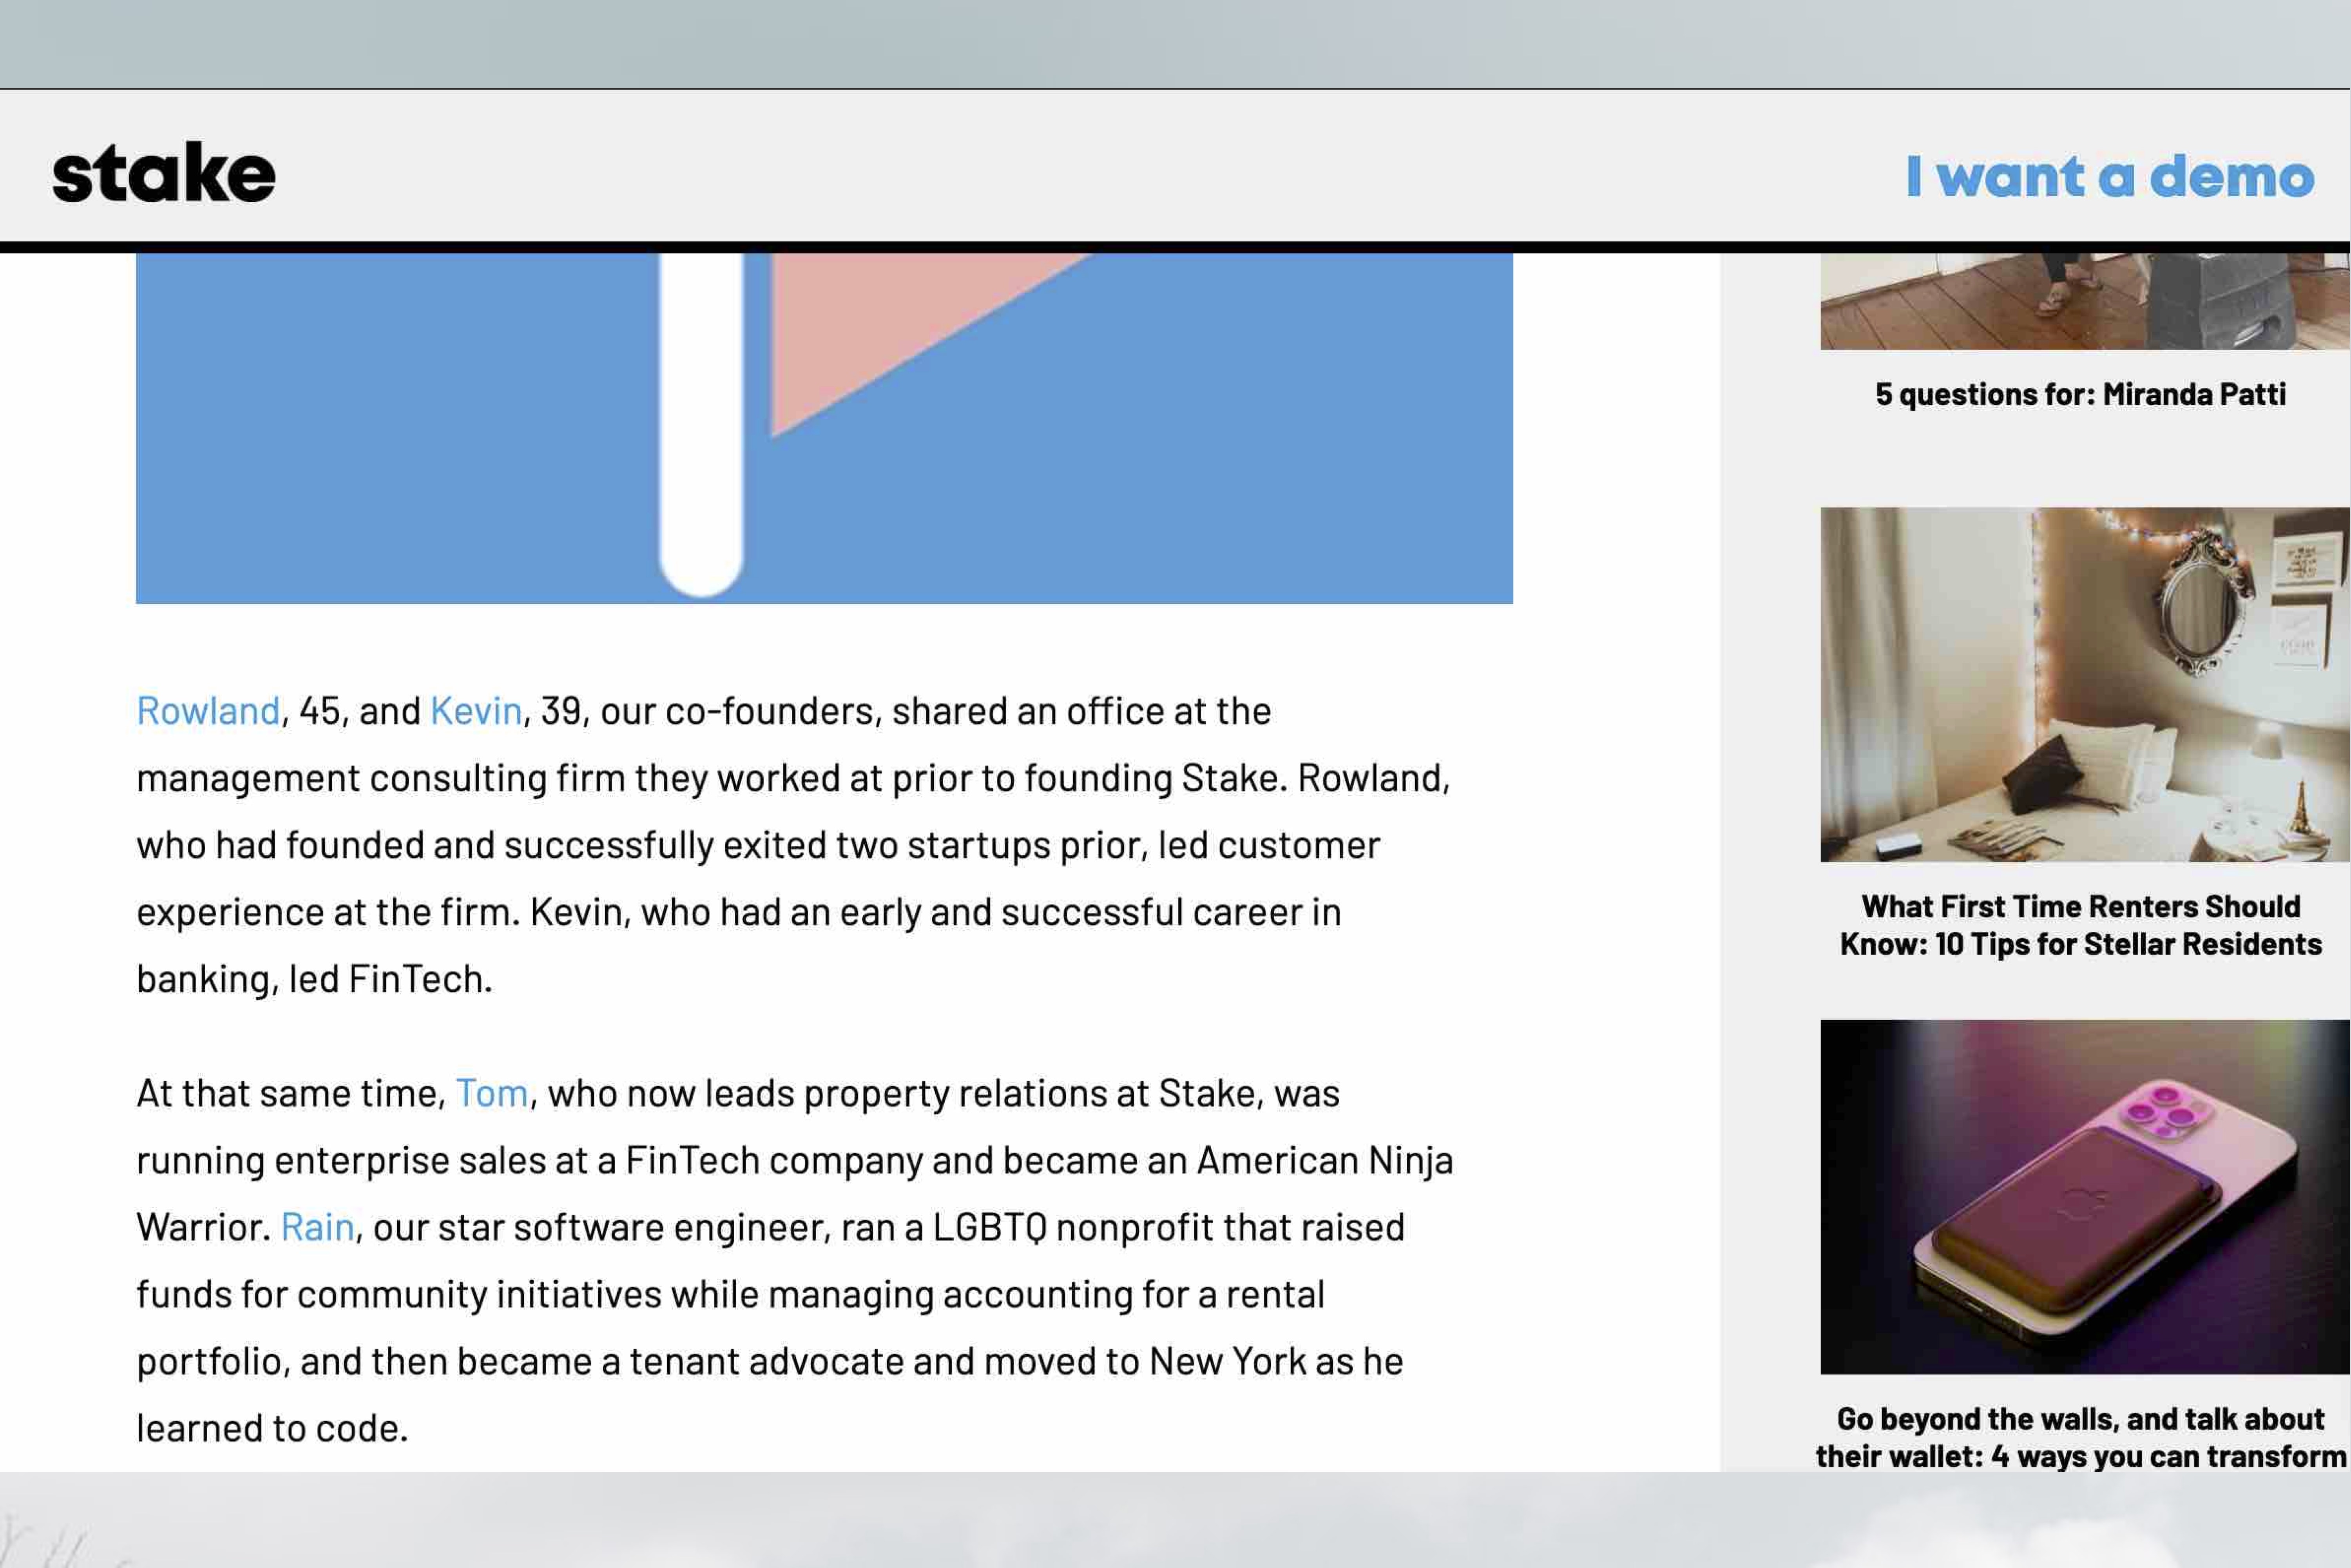 stake
I want a demo
Rowland, 45, and Kevin, 39, our co-founders, shared an office at the
management consulting firm they worked at prior to founding Stake. Rowland,
who had founded and successfully exited two startups prior, led customer
experience at the firm. Kevin, who had an early and successful career in
banking, led FinTech.
At that same time, Tom, who now leads property relations at Stake, was
running enterprise sales at a FinTech company and became an American Ninja
Warrior. Rain, our star software engineer, ran a LGBTQ nonprofit that raised
funds for community initiatives while managing accounting for a rental
portfolio, and then became a tenant advocate and moved to New York as he
learned to code.
5 questions for: Miranda Patti
What First Time Renters Should
Know: 10 Tips for Stellar Residents
Go beyond the walls, and talk about
their wallet: 4 ways you can transform